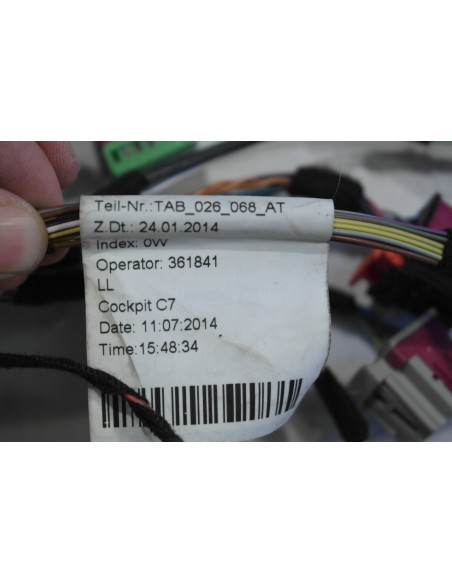 Teil-Nr.:TAB_026_068_AT
Z.Dt.: 24.01.2014
Index: 0VV
Operator: 361841
LL
Cockpit C7
Date: 11:07:2014
Time:15:48:34